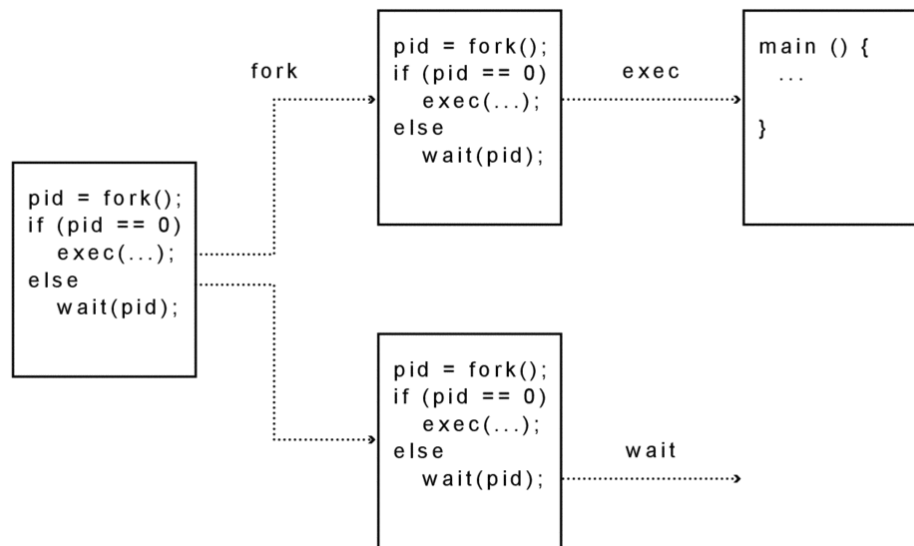 pid = fork();
if (pid == 0)
exec(...);
else
wait(pid);
fork
pid = fork();
if (pid == 0)
exec(...);
else
wait(pid);
exec
main () {
...
}
pid = fork();
if (pid == 0)
exec(...);
else
wait(pid);
wait